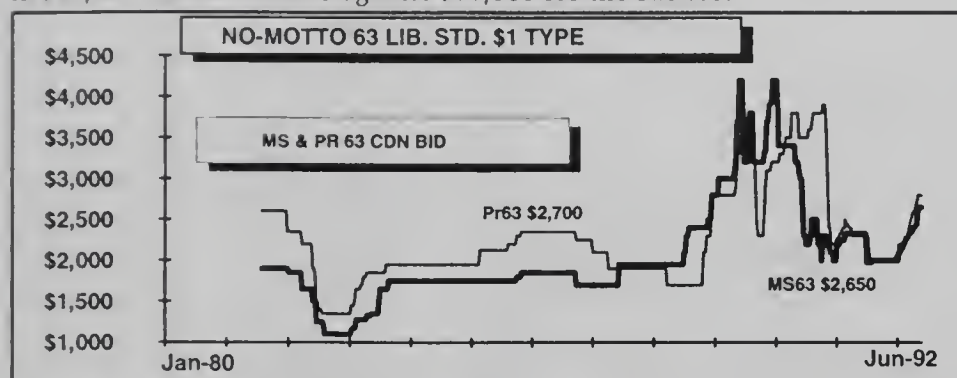 NO-MOTTO 63 LIB. STD. $1 TYPE
$4,500
$4,000
MS & PR 63 CDN BID
$3,500
$3,000
Pr63 $2,700
$2,500
$2,000
MS63 $2,650
$1,500
$1,000
Jan-80
Jun-92